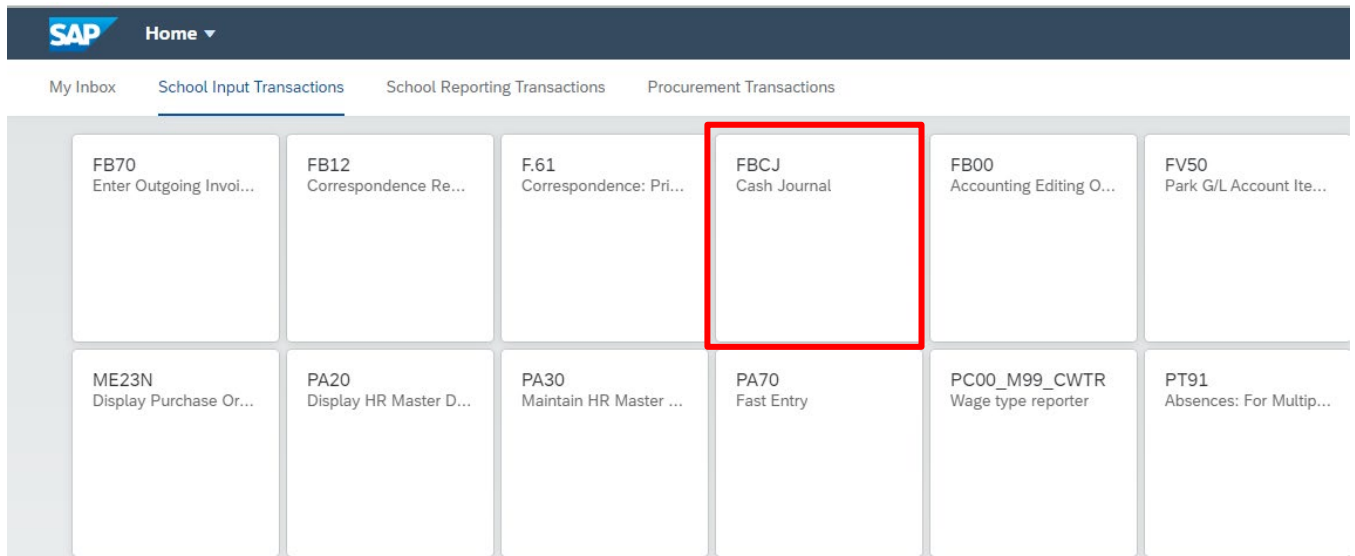 SAP Home
My Inbox School Input Transactions School Reporting Transactions Procurement Transactions
FB70
Enter Outgoing Invoi...
FB12
Correspondence Re...
F.61
Correspondence: Pri...
FBCJ
Cash Journal
FB00
Accounting Editing O...
FV50
Park G/L Account Ite...
ME23N
Display Purchase Or...
PA20
Display HR Master D...
PA30
Maintain HR Master ...
PA70
Fast Entry
PC00_M99_CWTR
Wage type reporter
PT91
Absences: For Multip...